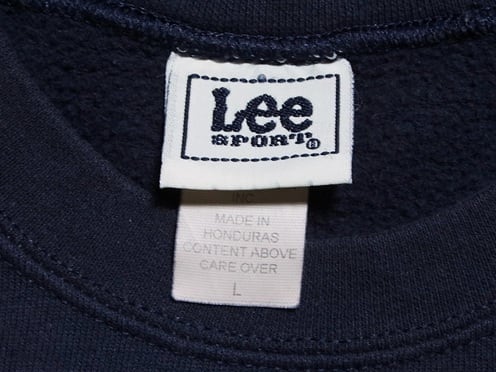 Lee
SPORT®
INC
MADE IN
HONDURAS
CONTENT ABOVE
CARE OVER
L